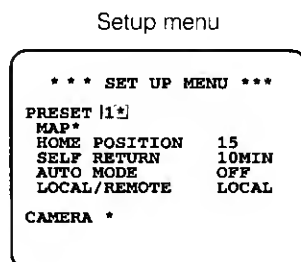 Setup menu
* * * SET UP MENU ***
PRESET 1*
MAP*
HOME POSITION 15
SELF RETURN 10MIN
AUTO MODE OFF
LOCAL/REMOTE LOCAL
CAMERA *